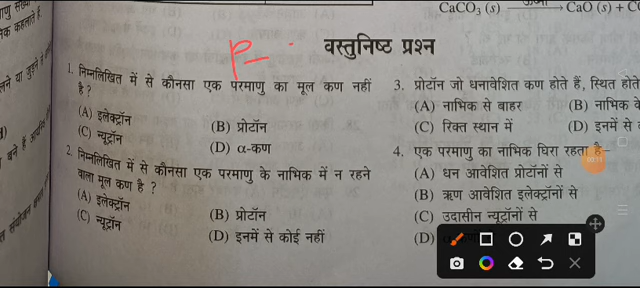 CaCO₃ (s) ⟶ CaO (s) +
P
वस्तुनिष्ठ प्रश्न
1. निम्नलिखित में से कौनसा एक परमाणु का मूल कण नहीं
है?
(A) इलेक्ट्रॉन
(B) प्रोटॉन
(C) न्यूट्रॉन
(D) α-कण
2. निम्नलिखित में से कौनसा एक परमाणु के नाभिक में न रहने
वाला मूल कण है ?
(A) इलेक्ट्रॉन
(B) प्रोटॉन
(C) न्यूट्रॉन
(D) इनमें से कोई नहीं
3. प्रोटॉन जो धनावेशित कण होते हैं, स्थित होते
(A) नाभिक से बाहर
(B) नाभिक के
(C) रिक्त स्थान में
(D) इनमें से
4. एक परमाणु का नाभिक घिरा रहता है–
(A) धन आवेशित प्रोटॉनों से
(B) ऋण आवेशित इलेक्ट्रॉनों से
(C) उदासीन न्यूट्रॉनों से
(D)